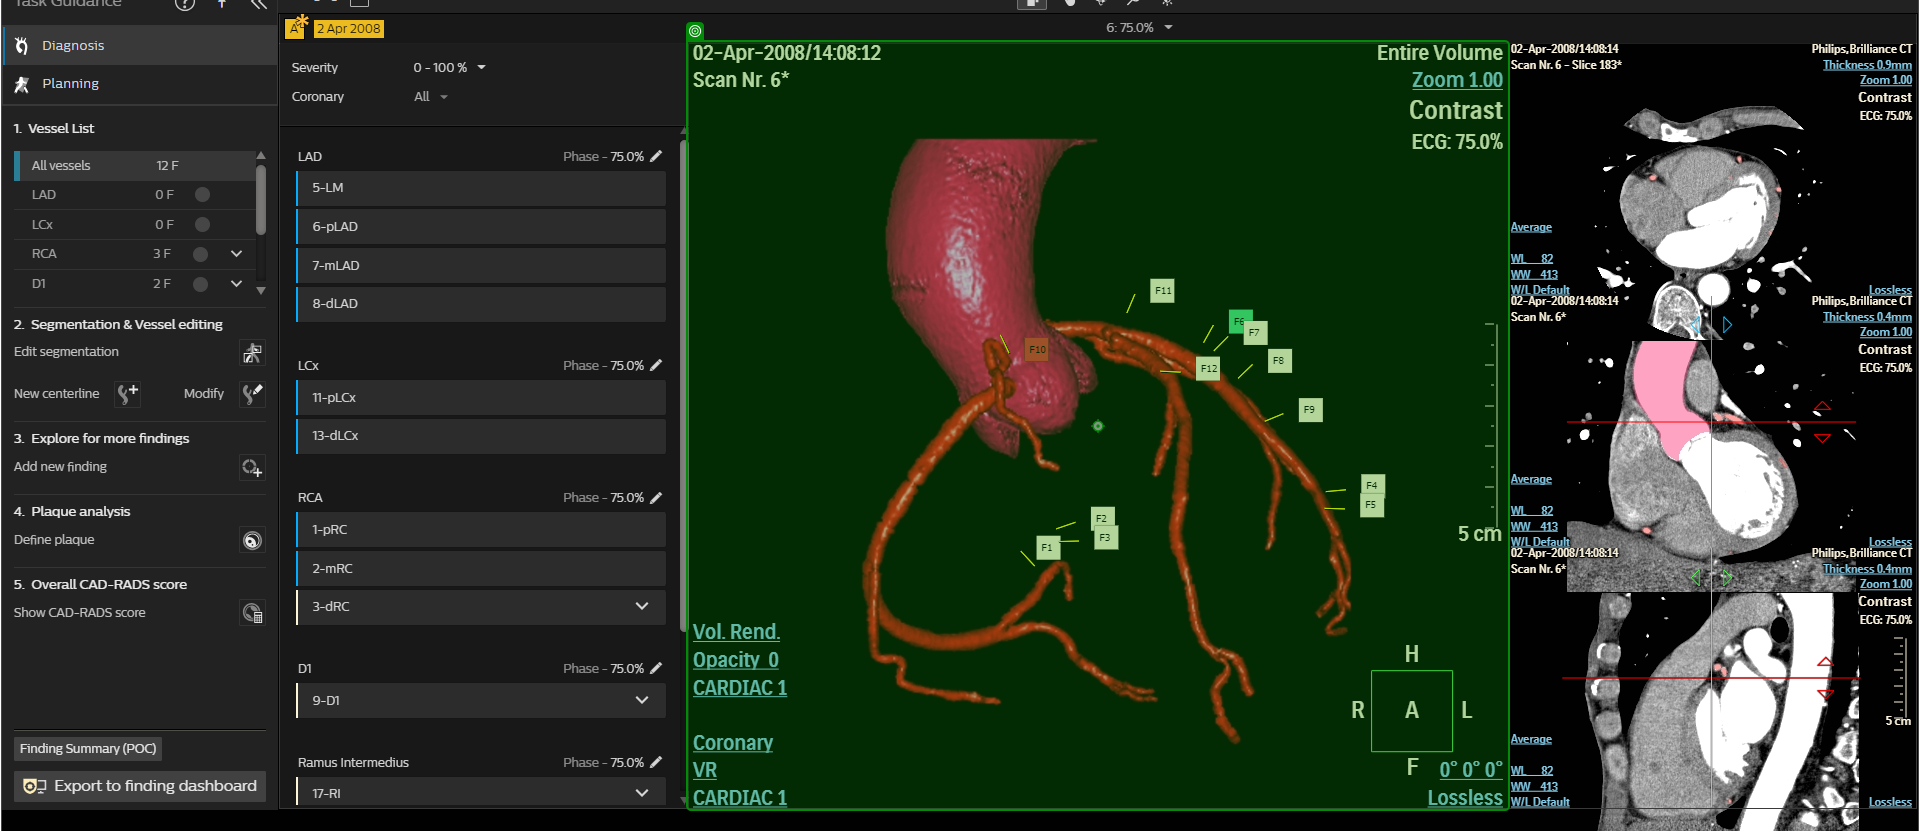 Task Guidance
Diagnosis
Planning
1. Vessel List
All vessels 12 F
LAD 0 F
LCx 0 F
RCA 3 F
D1 2 F
2. Segmentation & Vessel editing
Edit segmentation
New centerline Modify
3. Explore for more findings
Add new finding
4. Plaque analysis
Define plaque
5. Overall CAD-RADS score
Show CAD-RADS score
Finding Summary (POC)
Export to finding dashboard
A* 2 Apr 2008
Severity 0 - 100 %
Coronary All
LAD Phase - 75.0%
5-LM
6-pLAD
7-mLAD
8-dLAD
LCx Phase - 75.0%
11-pLCx
13-dLCx
RCA Phase - 75.0%
1-pRC
2-mRC
3-dRC
D1 Phase - 75.0%
9-D1
Ramus Intermedius Phase - 75.0%
17-RI
6: 75.0%
02-Apr-2008/14:08:12
Scan Nr. 6*
Entire Volume
Zoom 1.00
Contrast
ECG: 75.0%
F11
F6
F7
F10
F8
F12
F9
F4
F5
F2
F3
F1
5 cm
Vol. Rend.
Opacity 0
CARDIAC 1
Coronary
VR
CARDIAC 1
H
R A L
F
0° 0° 0°
Lossless
02-Apr-2008/14:08:14
Scan Nr. 6 - Slice 183*
Philips,Brilliance CT
Thickness 0.9mm
Zoom 1.00
Contrast
ECG: 75.0%
Average
WL 82
WW 413
W/L Default
Lossless
02-Apr-2008/14:08:14
Scan Nr. 6*
Philips,Brilliance CT
Thickness 0.4mm
Zoom 1.00
Contrast
ECG: 75.0%
Average
WL 82
WW 413
W/L Default
Lossless
02-Apr-2008/14:08:14
Scan Nr. 6*
Philips,Brilliance CT
Thickness 0.4mm
Zoom 1.00
Contrast
ECG: 75.0%
5 cm
Average
WL 82
WW 413
W/L Default
Lossless